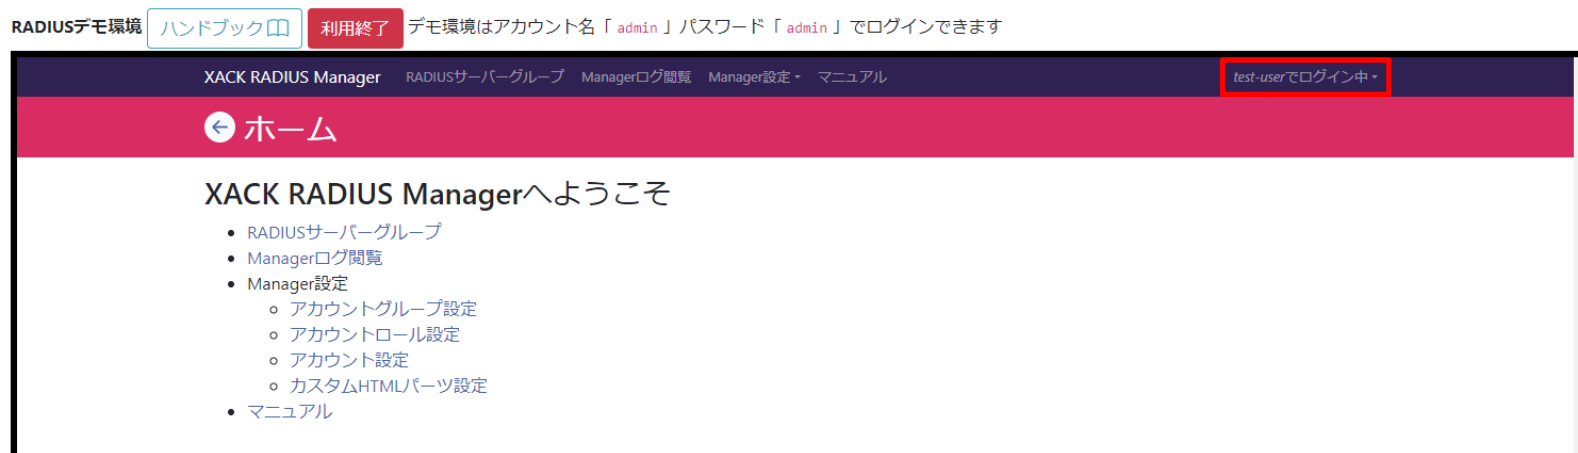 RADIUSデモ環境 ハンドブック 利用終了 デモ環境はアカウント名「 admin 」パスワード「 admin 」でログインできます
XACK RADIUS Manager RADIUSサーバーグループ Managerログ閲覧 Manager設定 マニュアル test-userでログイン中
ホーム
XACK RADIUS Managerへようこそ
RADIUSサーバーグループ
Managerログ閲覧
Manager設定
アカウントグループ設定
アカウントロール設定
アカウント設定
カスタムHTMLパーツ設定
マニュアル